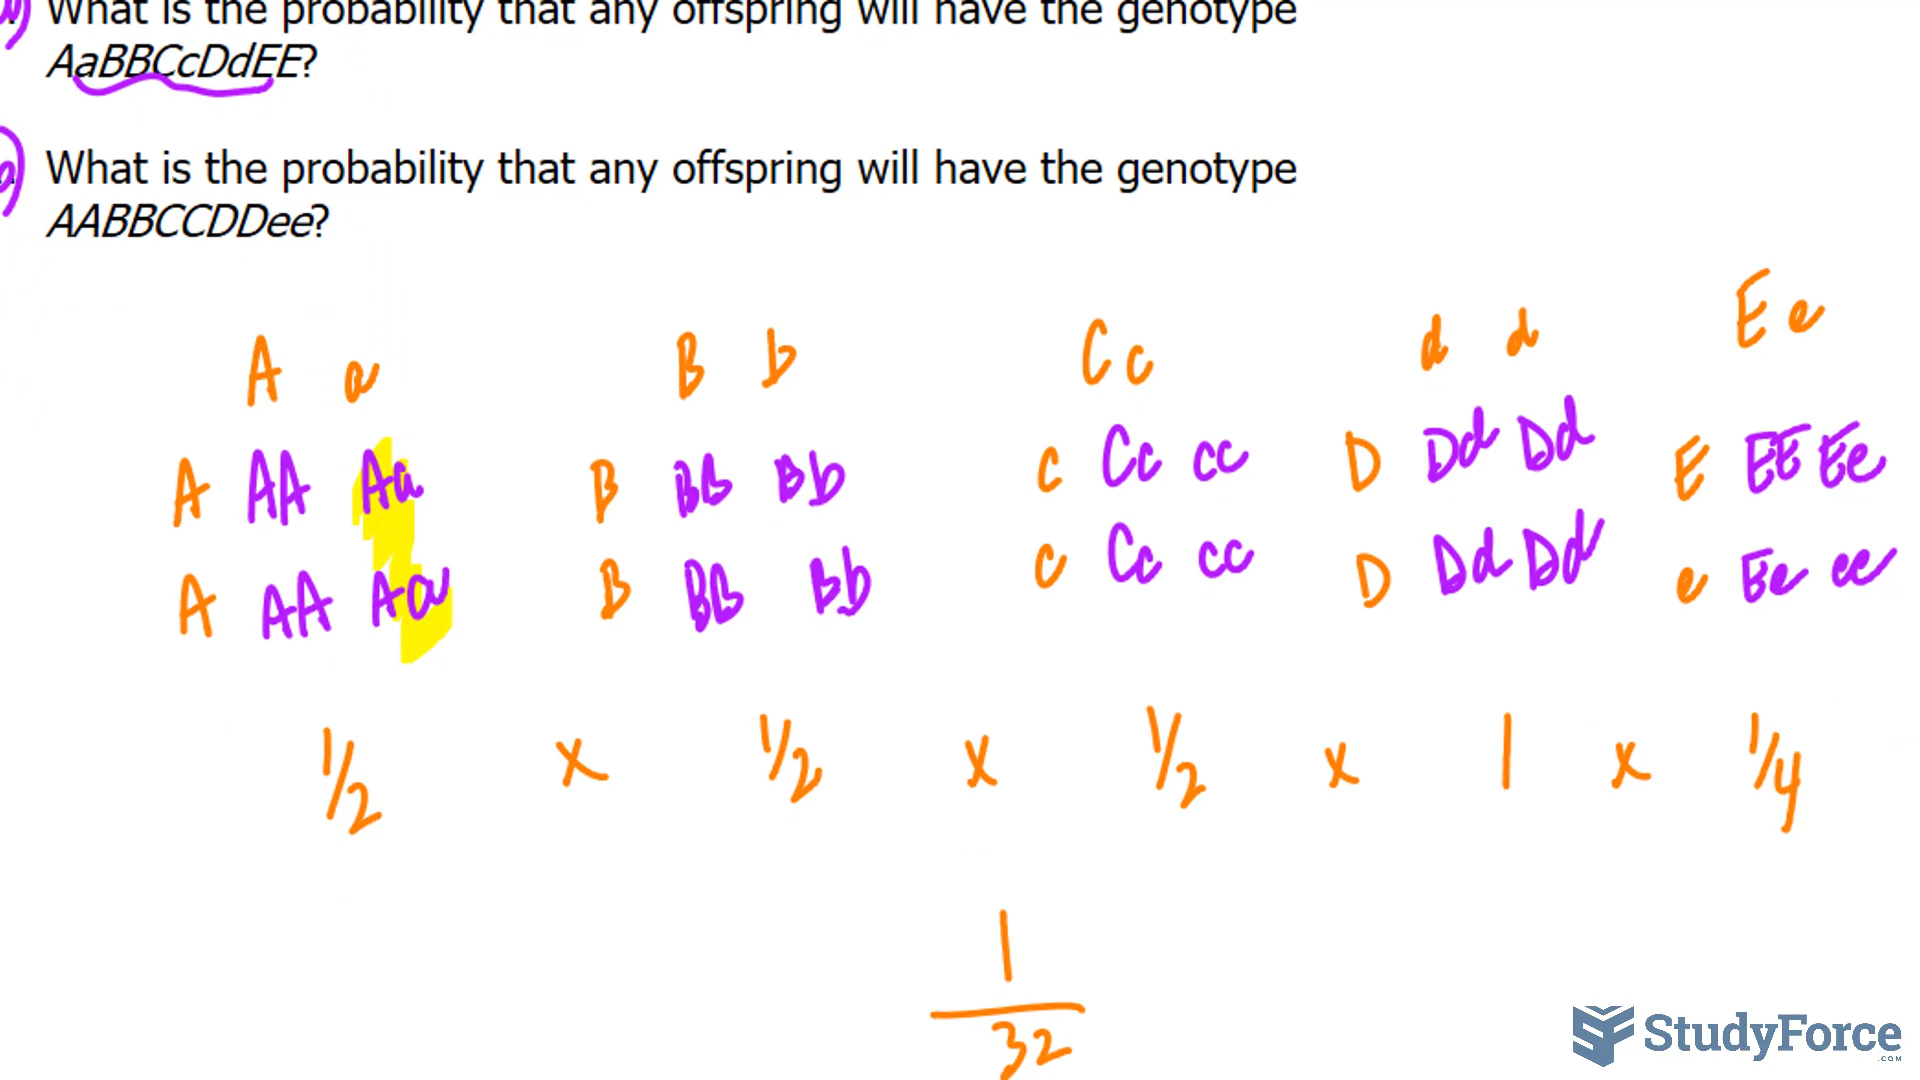 What is the probability that any offspring will have the genotype
AaBBCcDdEE?
What is the probability that any offspring will have the genotype
AABBCCDDee?
A a B b C c d d E e
A AA Aa B BB Bb c Cc cc D Dd Dd E EE Ee
A AA Aa B BB Bb c Cc cc D Dd Dd e Ee ee
1/2 x 1/2 x 1/2 x 1 x 1/4
1
32
StudyForce
.COM